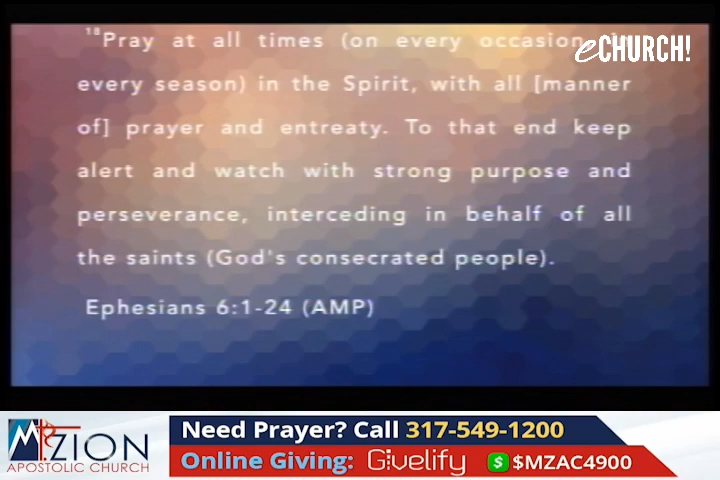 18Pray at all times (on every occasion, in
eCHURCH!
every season) in the Spirit, with all [manner
of] prayer and entreaty. To that end keep
alert and watch with strong purpose and
perseverance, interceding in behalf of all
the saints (God's consecrated people).
Ephesians 6:1-24 (AMP)
Mt. ZION
APOSTOLIC CHURCH
Need Prayer? Call 317-549-1200
Online Giving: Givelify $ $MZAC4900